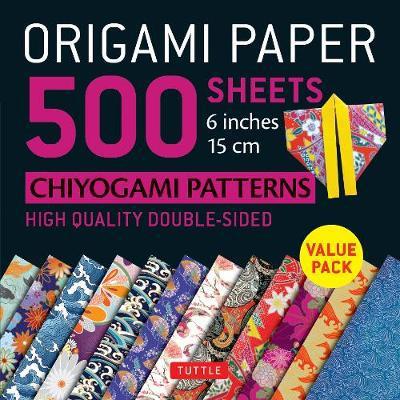 ORIGAMI PAPER
500 SHEETS
6 inches
15 cm
CHIYOGAMI PATTERNS
HIGH QUALITY DOUBLE-SIDED
VALUE
PACK
TUTTLE